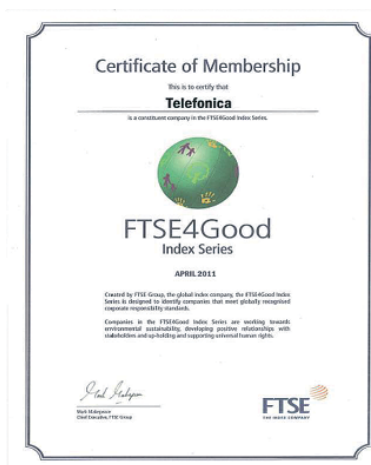 Certificate of Membership
This is to certify that
Telefonica
is a constituent company in the FTSE4Good Index Series.
FTSE4Good
Index Series
APRIL 2011
Created by FTSE Group, the global index company, the FTSE4Good Index
Series is designed to identify companies that meet globally recognised
corporate responsibility standards.
Companies in the FTSE4Good Index Series are working towards
environmental sustainability, developing positive relationships with
stakeholders and up-holding and supporting universal human rights.
Mark Makepeace
Mark Makepeace
Chief Executive, FTSE Group
FTSE
THE INDEX COMPANY